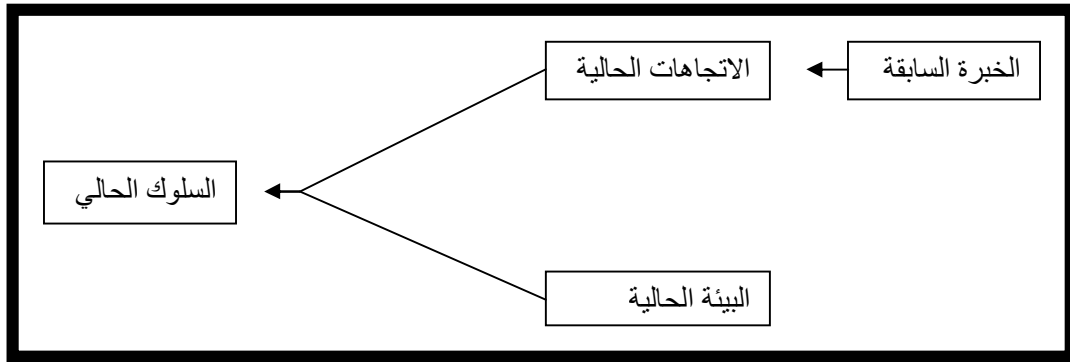 الخبرة السابقة
الاتجاهات الحالية
السلوك الحالي
البيئة الحالية